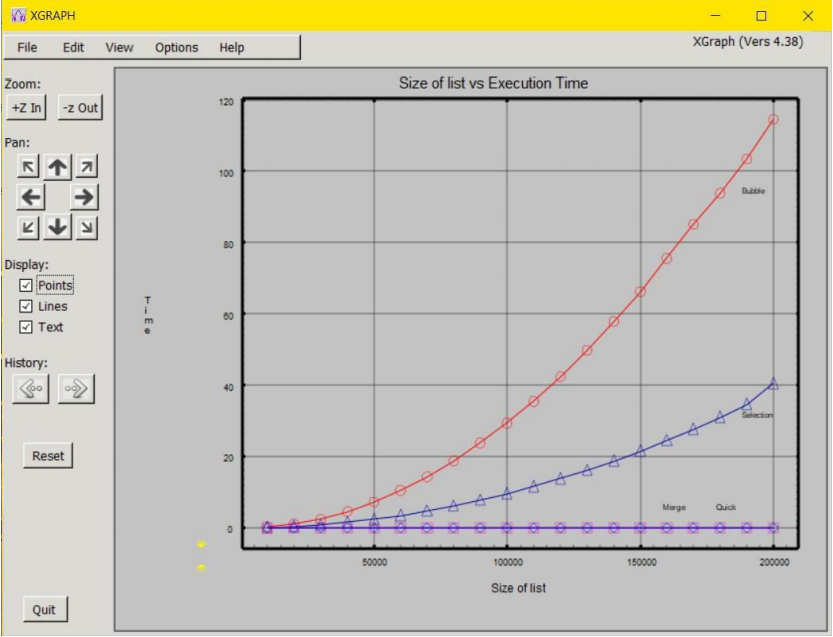 XGRAPH
File Edit View Options Help
XGraph (Vers 4.38)
Zoom:
+Z In -z Out
Pan:
Display:
Points
Lines
Text
History:
Reset
Quit
Size of list vs Execution Time
Time
120
100
80
60
40
20
0
Bubble
Selection
Merge Quick
50000 100000 150000 200000
Size of list